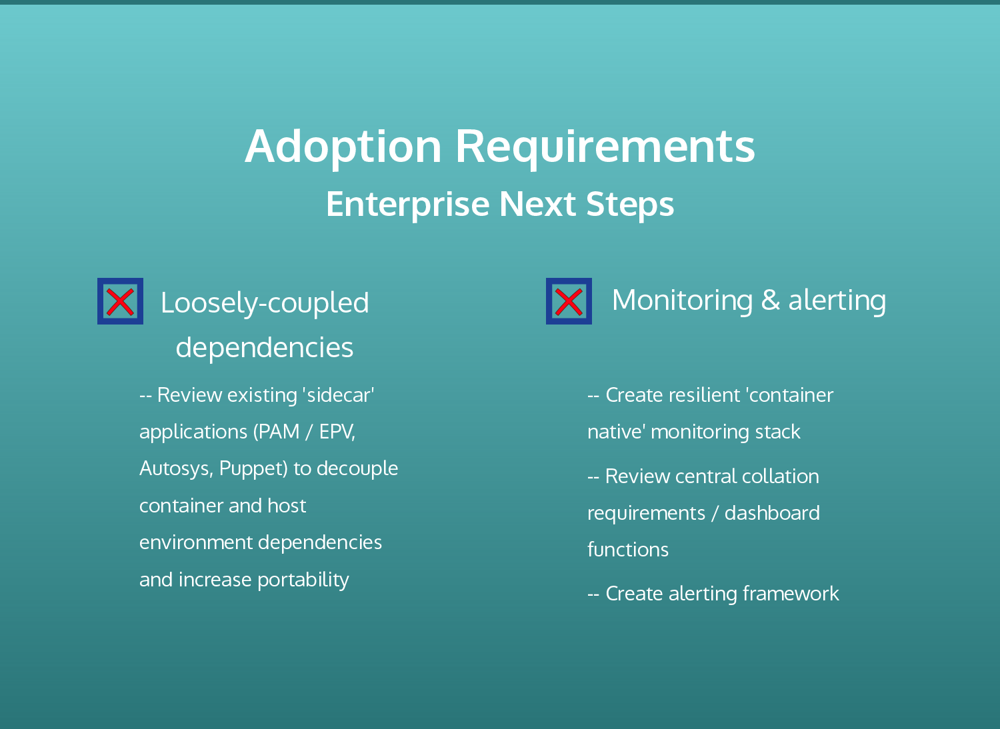 Adoption Requirements
Enterprise Next Steps
Loosely-coupled
dependencies
-- Review existing 'sidecar'
applications (PAM / EPV,
Autosys, Puppet) to decouple
container and host
environment dependencies
and increase portability
Monitoring & alerting
-- Create resilient 'container
native' monitoring stack
-- Review central collation
requirements / dashboard
functions
-- Create alerting framework